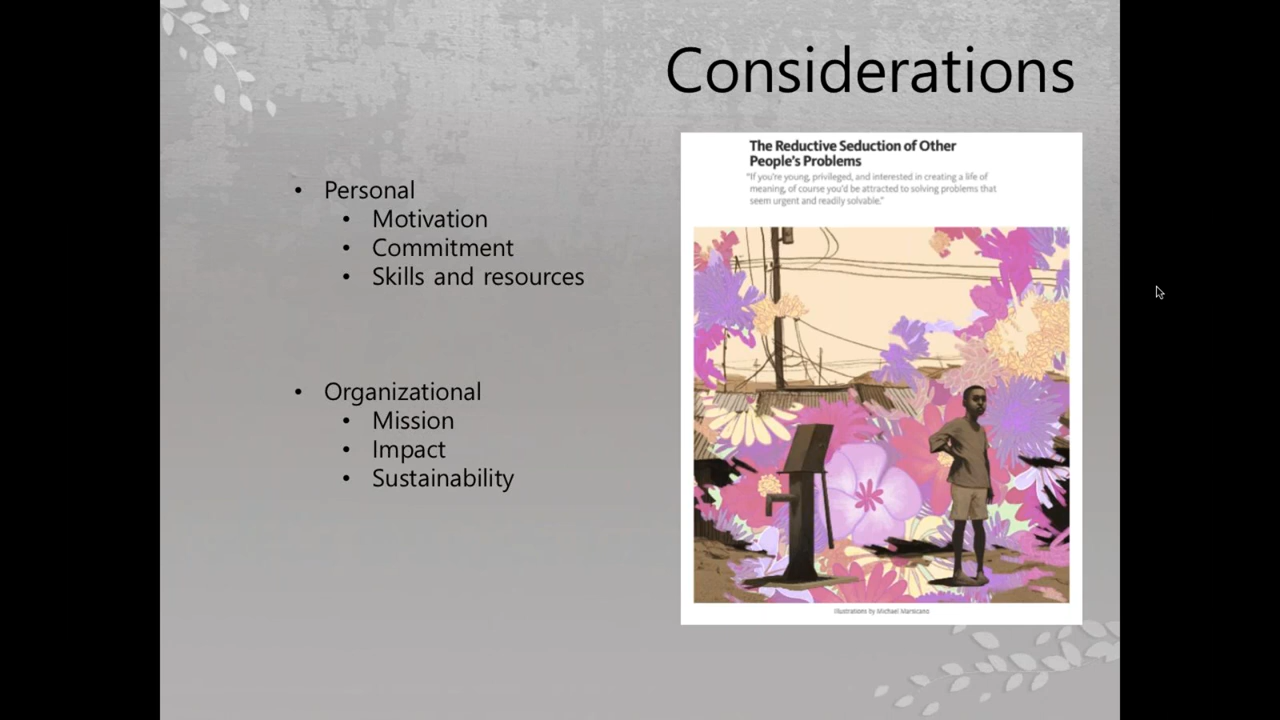 Considerations
• Personal
• Motivation
• Commitment
• Skills and resources
• Organizational
• Mission
• Impact
• Sustainability
The Reductive Seduction of Other
People's Problems
"If you're young, privileged, and interested in creating a life of
meaning, of course you'd be attracted to solving problems that
seem urgent and readily solvable."
Illustrations by Michael Marsicano